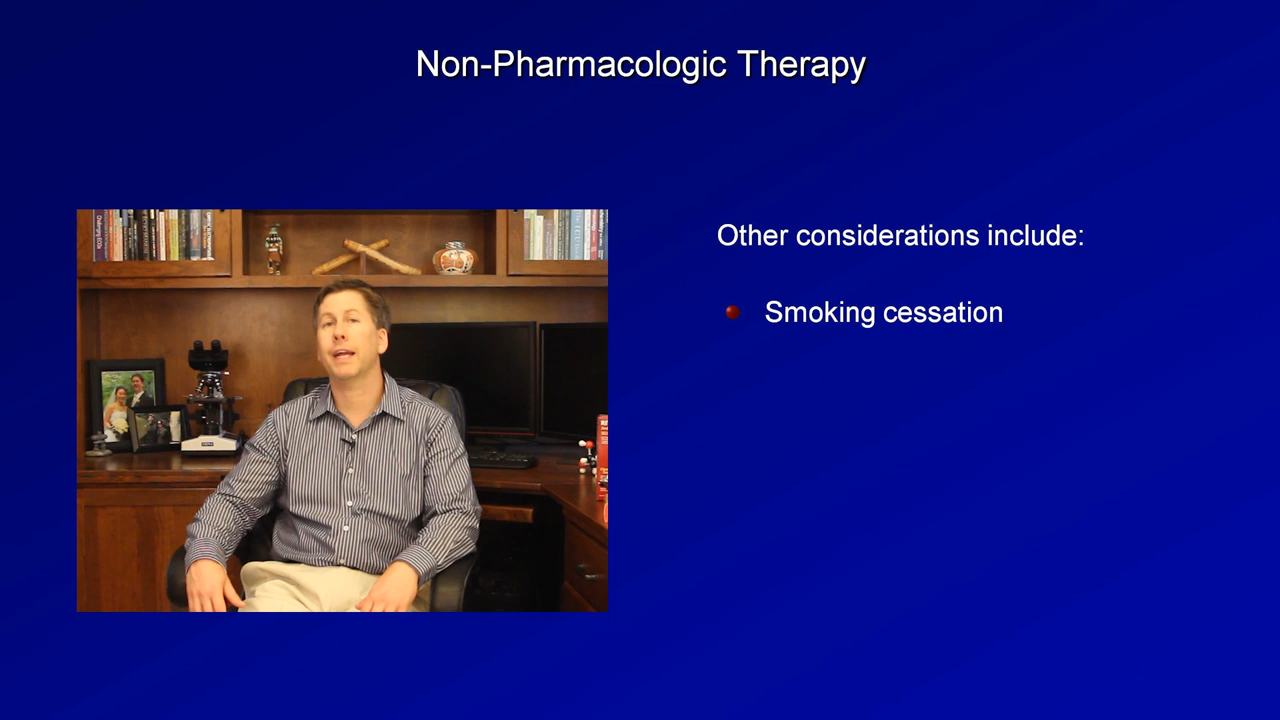 Non-Pharmacologic Therapy
Other considerations include:
Smoking cessation